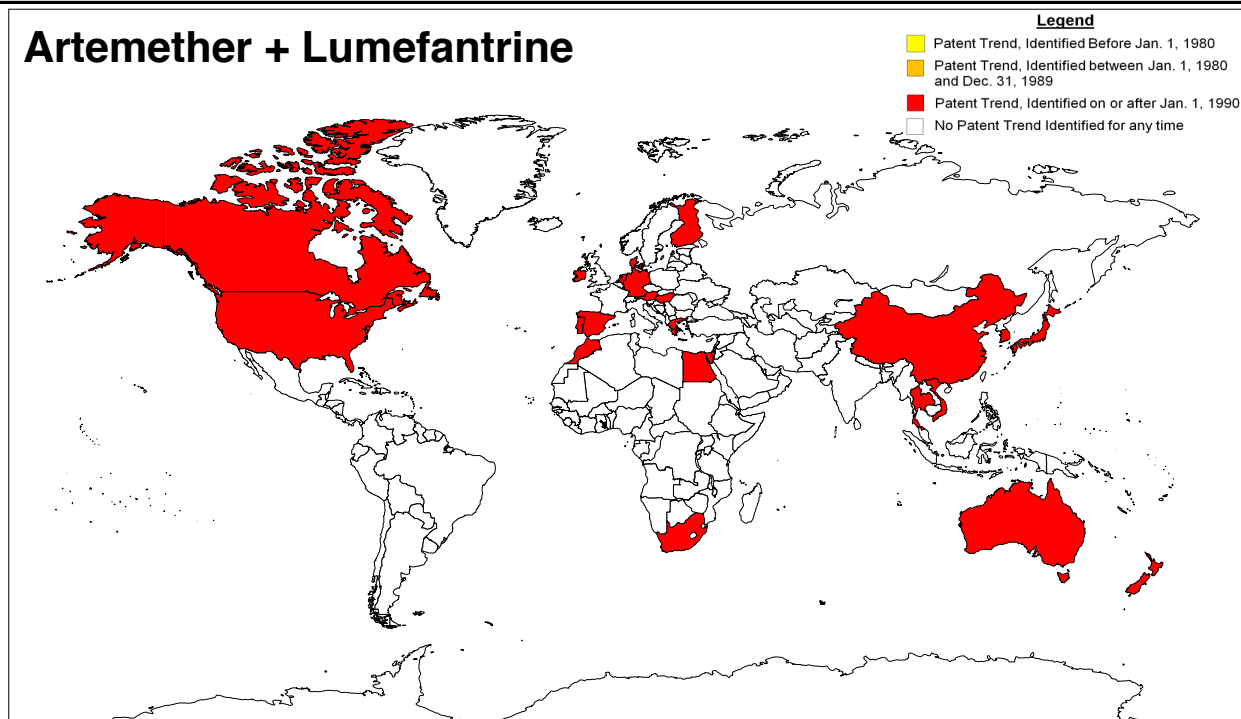 Artemether + Lumefantrine
Legend
Patent Trend, Identified Before Jan. 1, 1980
Patent Trend, Identified between Jan. 1, 1980
and Dec. 31, 1989
Patent Trend, Identified on or after Jan. 1, 1990
No Patent Trend Identified for any time